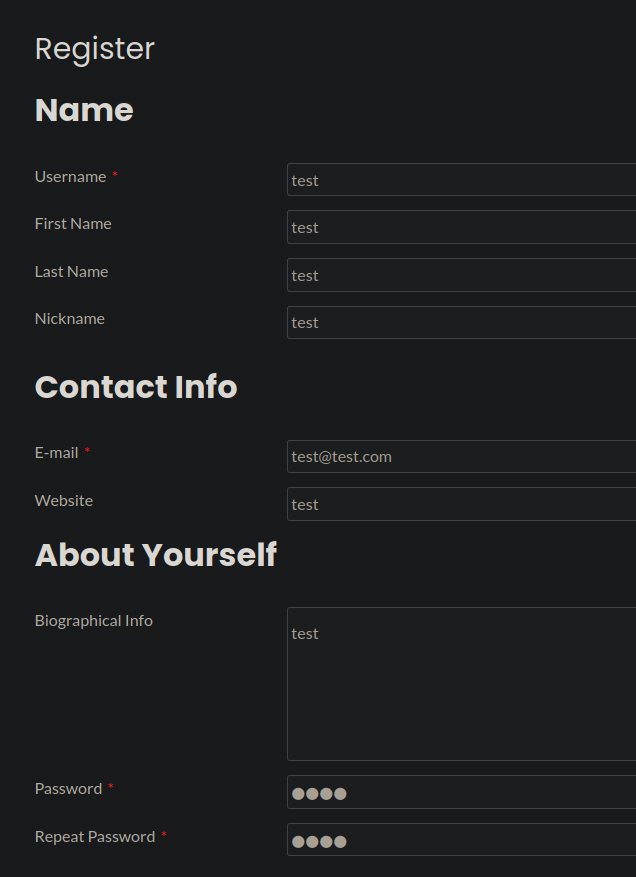 Register
Name
Username * test
First Name test
Last Name test
Nickname test
Contact Info
E-mail * test@test.com
Website test
About Yourself
Biographical Info test
Password * ●●●●
Repeat Password * ●●●●